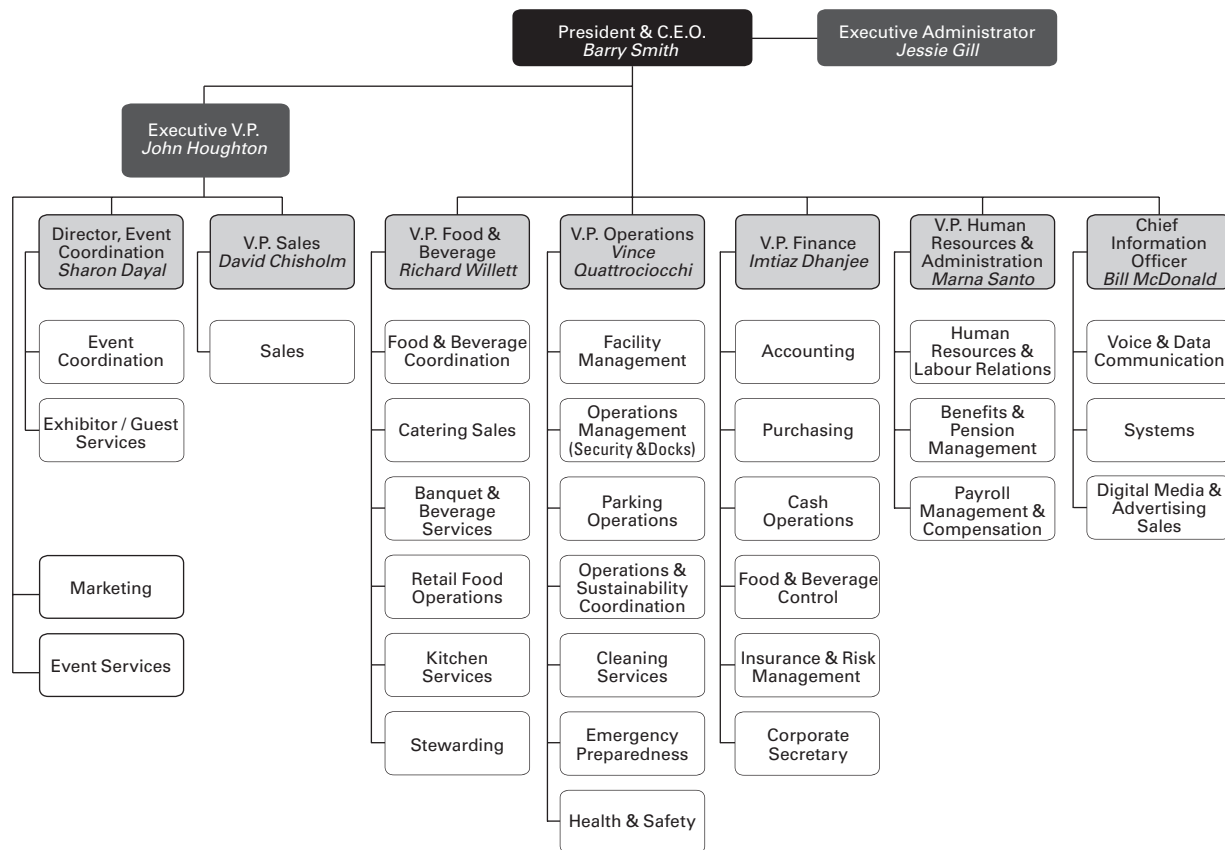 President & C.E.O.
Barry Smith
Executive Administrator
Jessie Gill
Executive V.P.
John Houghton
Director, Event
Coordination
Sharon Dayal
V.P. Sales
David Chisholm
V.P. Food &
Beverage
Richard Willett
V.P. Operations
Vince
Quattrociocchi
V.P. Finance
Imtiaz Dhanjee
V.P. Human
Resources &
Administration
Marna Santo
Chief
Information
Officer
Bill McDonald
Event
Coordination
Exhibitor / Guest
Services
Marketing
Event Services
Sales
Food & Beverage
Coordination
Catering Sales
Banquet &
Beverage
Services
Retail Food
Operations
Kitchen
Services
Stewarding
Facility
Management
Operations
Management
(Security & Docks)
Parking
Operations
Operations &
Sustainability
Coordination
Cleaning
Services
Emergency
Preparedness
Health & Safety
Accounting
Purchasing
Cash
Operations
Food & Beverage
Control
Insurance & Risk
Management
Corporate
Secretary
Human
Resources &
Labour Relations
Benefits &
Pension
Management
Payroll
Management &
Compensation
Voice & Data
Communication
Systems
Digital Media &
Advertising
Sales